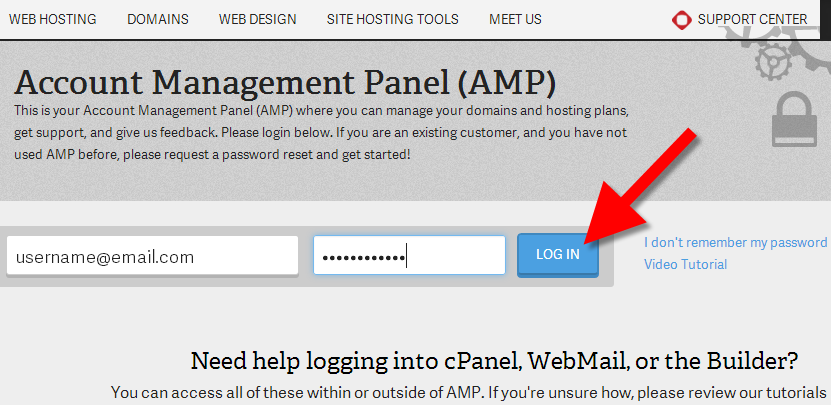 WEB HOSTING DOMAINS WEB DESIGN SITE HOSTING TOOLS MEET US SUPPORT CENTER
Account Management Panel (AMP)
This is your Account Management Panel (AMP) where you can manage your domains and hosting plans,
get support, and give us feedback. Please login below. If you are an existing customer, and you have not
used AMP before, please request a password reset and get started!
username@email.com •••••••••••• LOG IN I don't remember my password
Video Tutorial
Need help logging into cPanel, WebMail, or the Builder?
You can access all of these within or outside of AMP. If you're unsure how, please review our tutorials